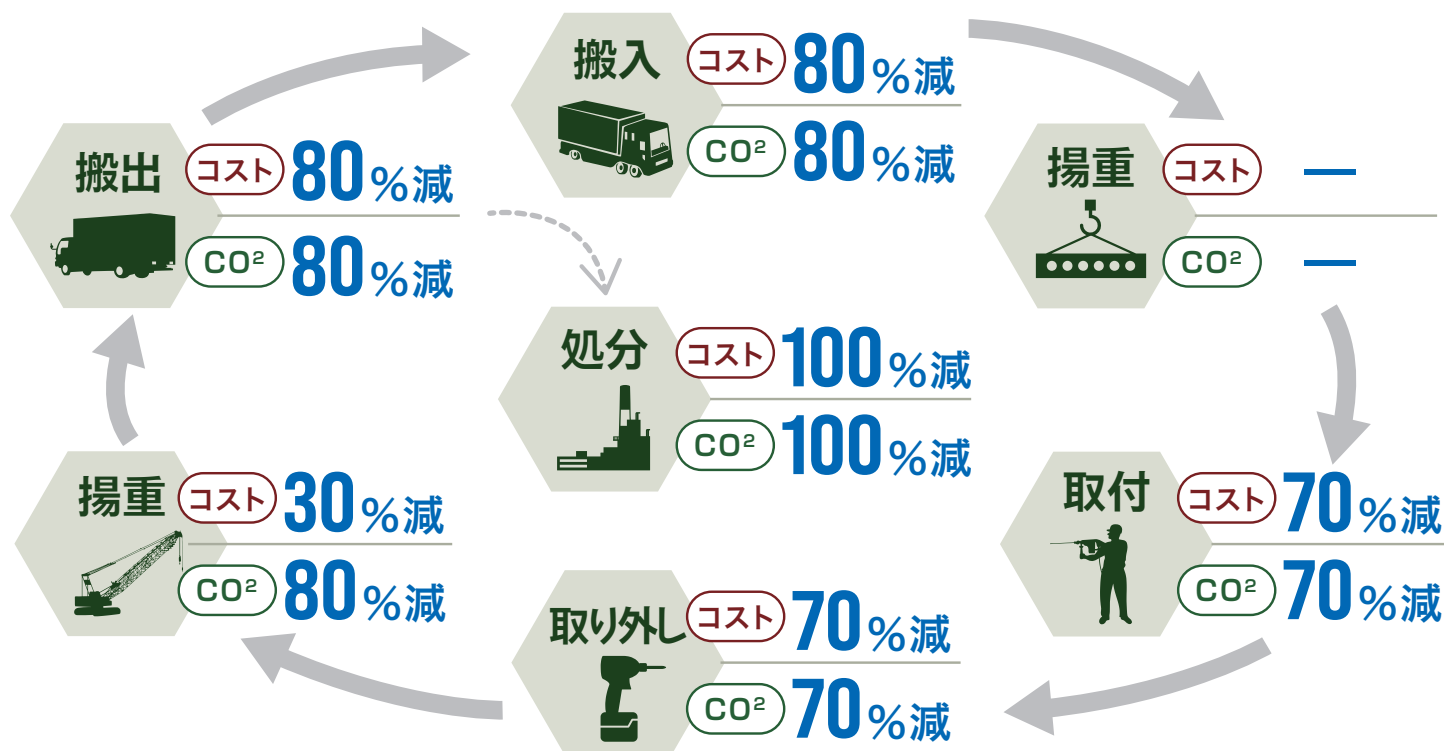 搬入
コスト 80%減
CO² 80%減
揚重
コスト —
CO² —
取付
コスト 70%減
CO² 70%減
取り外し
コスト 70%減
CO² 70%減
揚重
コスト 30%減
CO² 80%減
搬出
コスト 80%減
CO² 80%減
処分
コスト 100%減
CO² 100%減